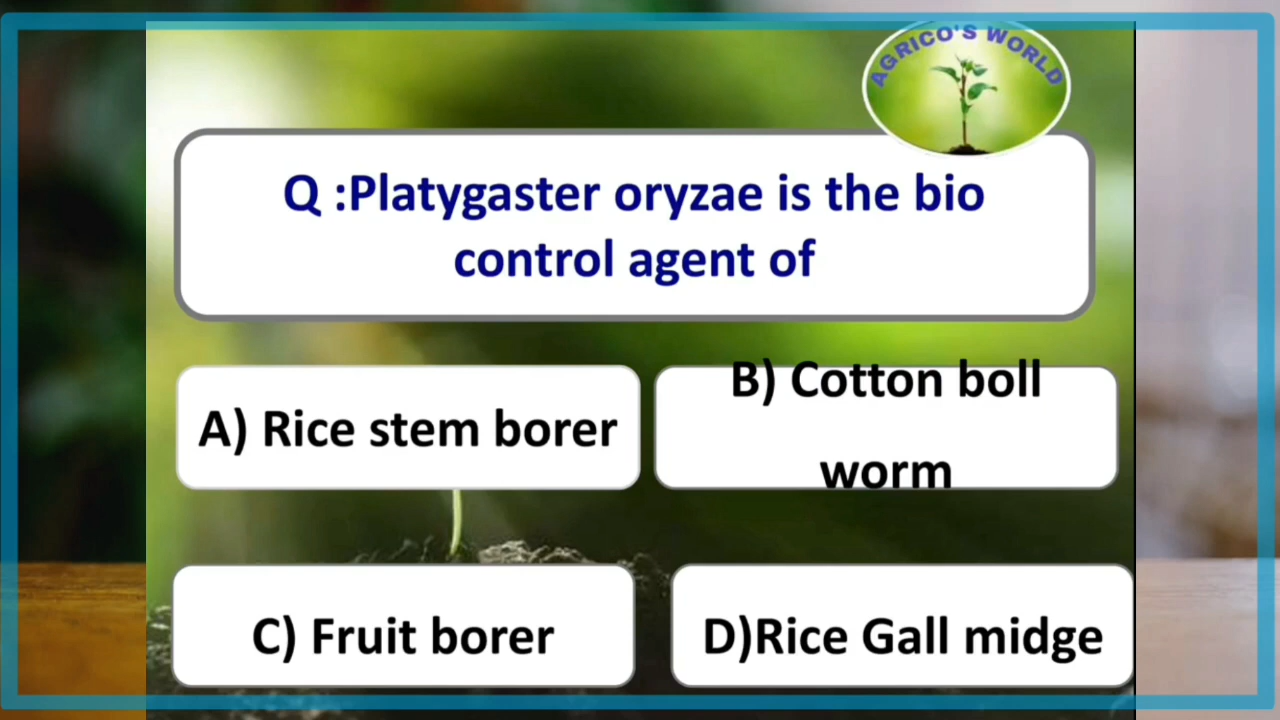 AGRICO'S WORLD
Q :Platygaster oryzae is the bio
control agent of
A) Rice stem borer
B) Cotton boll
worm
C) Fruit borer
D)Rice Gall midge